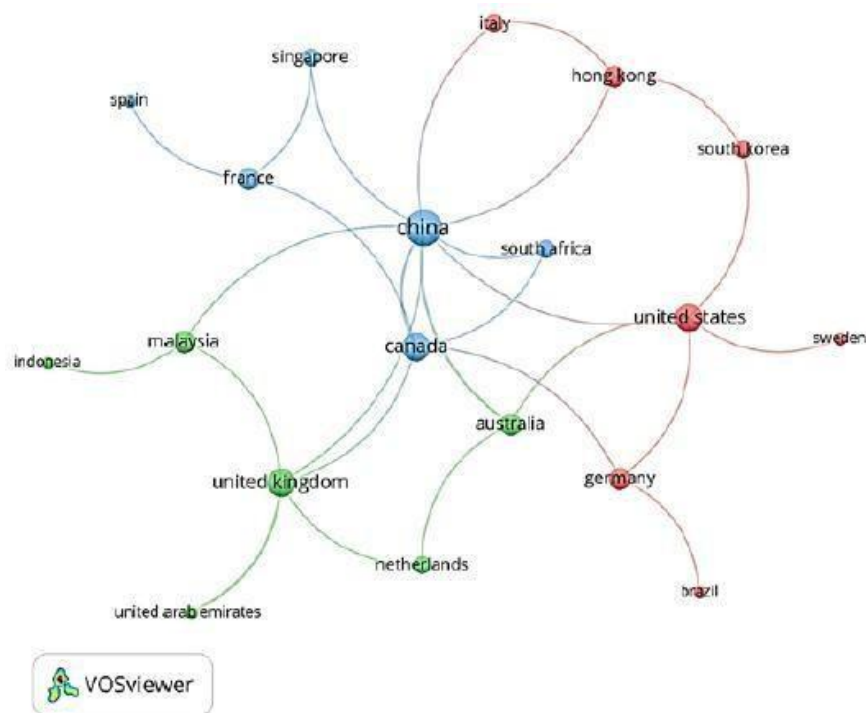 italy
singapore
hong kong
spain
south korea
france
china
south africa
united states
malaysia
canada
sweden
indonesia
australia
united kingdom
germany
netherlands
brazil
united arab emirates
VOSviewer